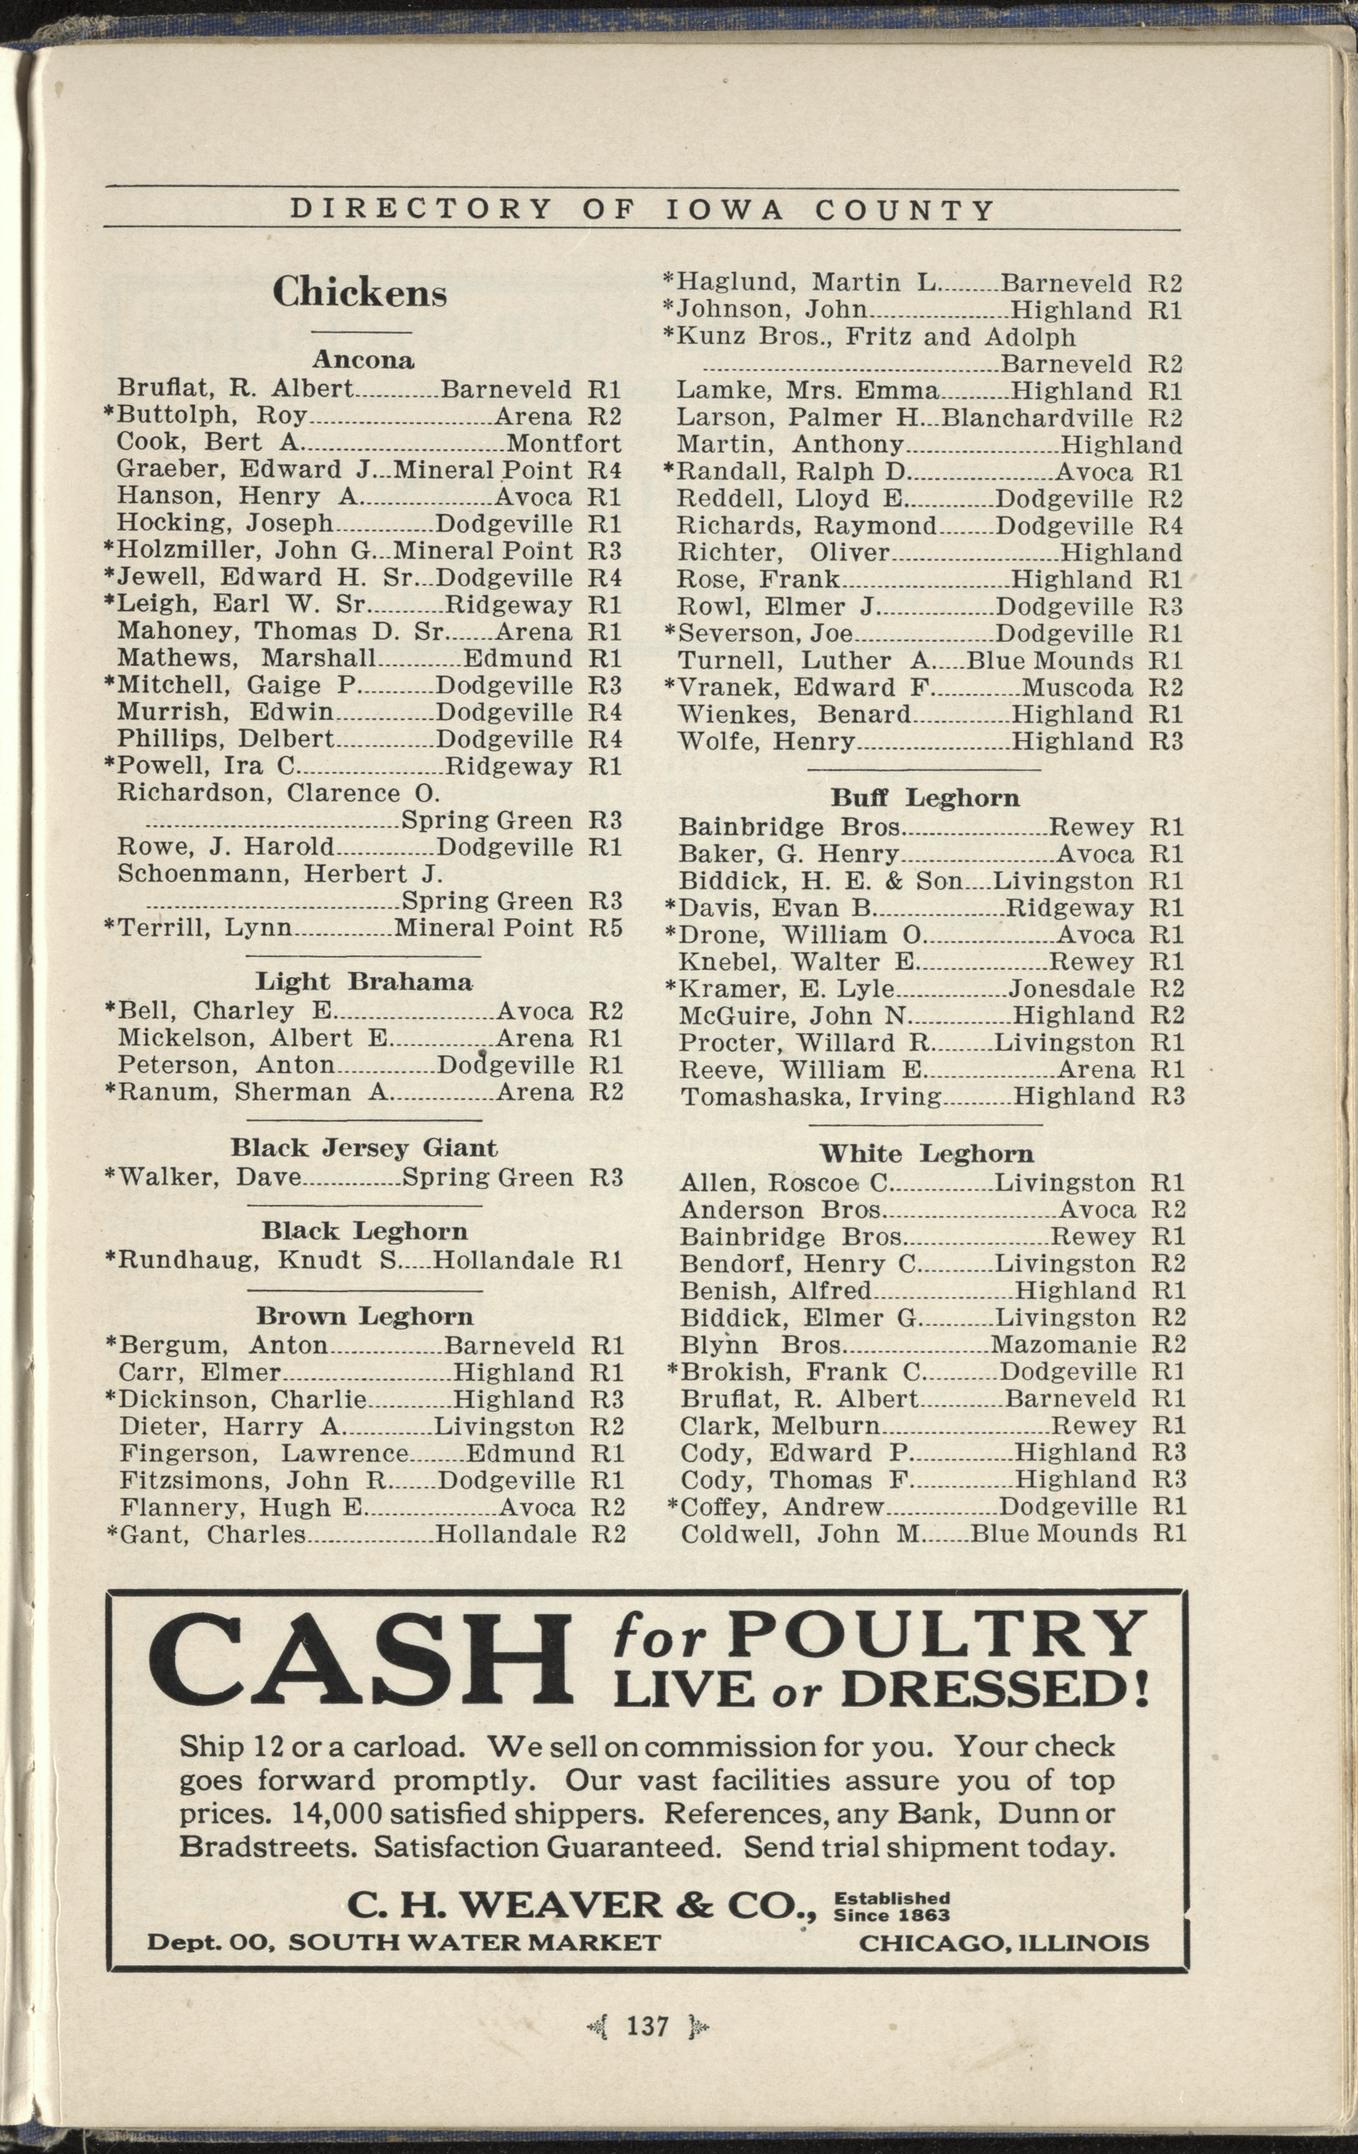 DIRECTORY OF IOWA COUNTY
Chickens
Ancona
Bruflat, R. Albert............Barneveld R1
*Buttolph, Roy..........................Arena R2
Cook, Bert A.............................Montfort
Graeber, Edward J...Mineral Point R4
Hanson, Henry A...................Avoca R1
Hocking, Joseph..............Dodgeville R1
*Holzmiller, John G...Mineral Point R3
*Jewell, Edward H. Sr...Dodgeville R4
*Leigh, Earl W. Sr...........Ridgeway R1
Mahoney, Thomas D. Sr.......Arena R1
Mathews, Marshall............Edmund R1
*Mitchell, Gaige P...........Dodgeville R3
Murrish, Edwin..............Dodgeville R4
Phillips, Delbert..............Dodgeville R4
*Powell, Ira C.....................Ridgeway R1
Richardson, Clarence O.
....................................Spring Green R3
Rowe, J. Harold..............Dodgeville R1
Schoenmann, Herbert J.
....................................Spring Green R3
*Terrill, Lynn..............Mineral Point R5
Light Brahama
*Bell, Charley E.......................Avoca R2
Mickelson, Albert E...............Arena R1
Peterson, Anton..............Dodgeville R1
*Ranum, Sherman A...............Arena R2
Black Jersey Giant
*Walker, Dave..............Spring Green R3
Black Leghorn
*Rundhaug, Knudt S.....Hollandale R1
Brown Leghorn
*Bergum, Anton................Barneveld R1
Carr, Elmer........................Highland R1
*Dickinson, Charlie............Highland R3
Dieter, Harry A.............Livingston R2
Fingerson, Lawrence........Edmund R1
Fitzsimons, John R.......Dodgeville R1
Flannery, Hugh E...................Avoca R2
*Gant, Charles..................Hollandale R2
*Haglund, Martin L.........Barneveld R2
*Johnson, John....................Highland R1
*Kunz Bros., Fritz and Adolph
..........................................Barneveld R2
Lamke, Mrs. Emma..........Highland R1
Larson, Palmer H...Blanchardville R2
Martin, Anthony......................Highland
*Randall, Ralph D.....................Avoca R1
Reddell, Lloyd E.............Dodgeville R2
Richards, Raymond........Dodgeville R4
Richter, Oliver........................Highland
Rose, Frank........................Highland R1
Rowl, Elmer J.................Dodgeville R3
*Severson, Joe....................Dodgeville R1
Turnell, Luther A.....Blue Mounds R1
*Vranek, Edward F.............Muscoda R2
Wienkes, Benard..............Highland R1
Wolfe, Henry......................Highland R3
Buff Leghorn
Bainbridge Bros.....................Rewey R1
Baker, G. Henry......................Avoca R1
Biddick, H. E. & Son....Livingston R1
*Davis, Evan B...................Ridgeway R1
*Drone, William O...................Avoca R1
Knebel, Walter E...................Rewey R1
*Kramer, E. Lyle................Jonesdale R2
McGuire, John N...............Highland R2
Procter, Willard R.........Livingston R1
Reeve, William E...................Arena R1
Tomashaska, Irving..........Highland R3
White Leghorn
Allen, Roscoe C...............Livingston R1
Anderson Bros.........................Avoca R2
Bainbridge Bros.....................Rewey R1
Bendorf, Henry C...........Livingston R2
Benish, Alfred....................Highland R1
Biddick, Elmer G...........Livingston R2
Blynn Bros.....................Mazomanie R2
*Brokish, Frank C...........Dodgeville R1
Bruflat, R. Albert............Barneveld R1
Clark, Melburn........................Rewey R1
Cody, Edward P...............Highland R3
Cody, Thomas F...............Highland R3
*Coffey, Andrew................Dodgeville R1
Coldwell, John M.......Blue Mounds R1
CASH for POULTRY
LIVE or DRESSED!
Ship 12 or a carload. We sell on commission for you. Your check
goes forward promptly. Our vast facilities assure you of top
prices. 14,000 satisfied shippers. References, any Bank, Dunn or
Bradstreets. Satisfaction Guaranteed. Send trial shipment today.
C. H. WEAVER & CO., Established
Since 1863
Dept. OO, SOUTH WATER MARKET CHICAGO, ILLINOIS
137